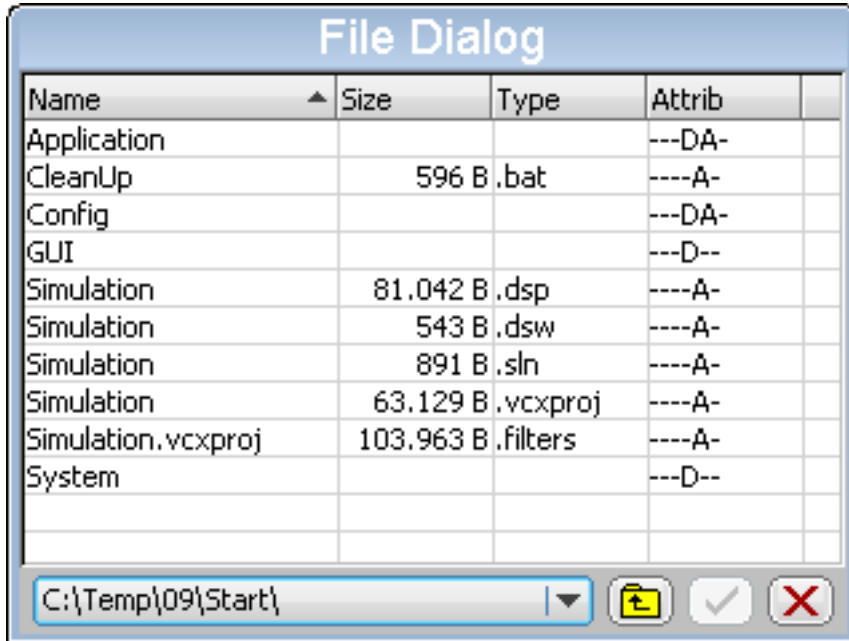 File Dialog
Name Size Type Attrib
Application ---DA-
CleanUp 596 B .bat ----A-
Config ---DA-
GUI ---D--
Simulation 81.042 B .dsp ----A-
Simulation 543 B .dsw ----A-
Simulation 891 B .sln ----A-
Simulation 63.129 B .vcxproj ----A-
Simulation.vcxproj 103.963 B .filters ----A-
System ---D--
C:\Temp\09\Start\